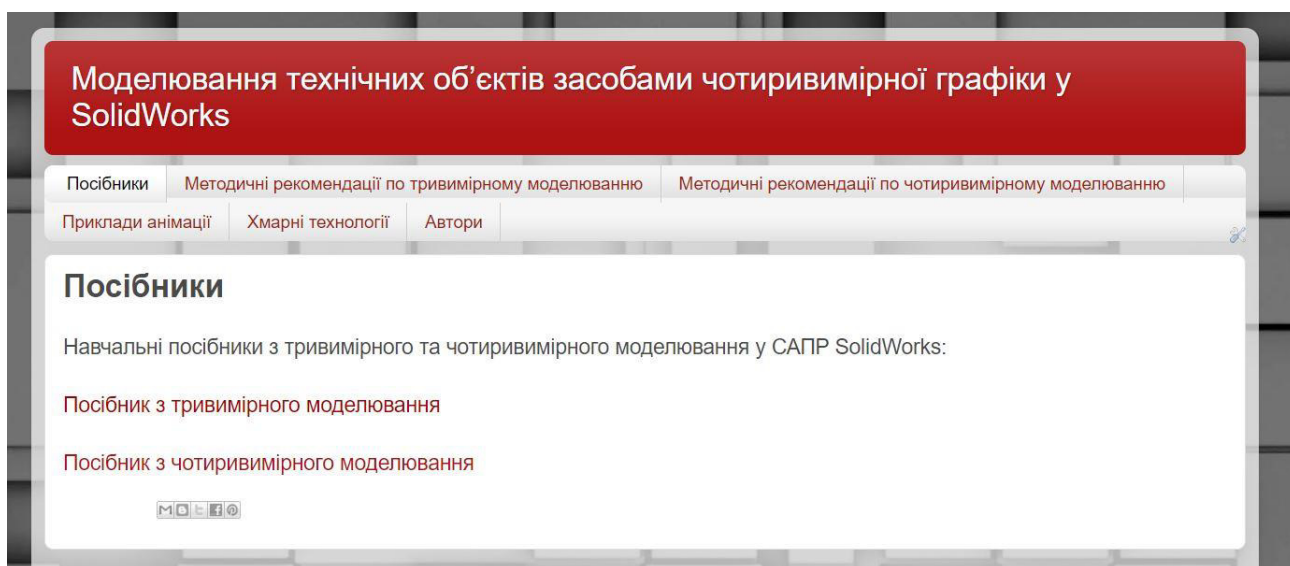 Моделювання технічних об’єктів засобами чотиривимірної графіки у
SolidWorks
Посібники Методичні рекомендації по тривимірному моделюванню Методичні рекомендації по чотиривимірному моделюванню
Приклади анімації Хмарні технології Автори
Посібники
Навчальні посібники з тривимірного та чотиривимірного моделювання у САПР SolidWorks:
Посібник з тривимірного моделювання
Посібник з чотиривимірного моделювання